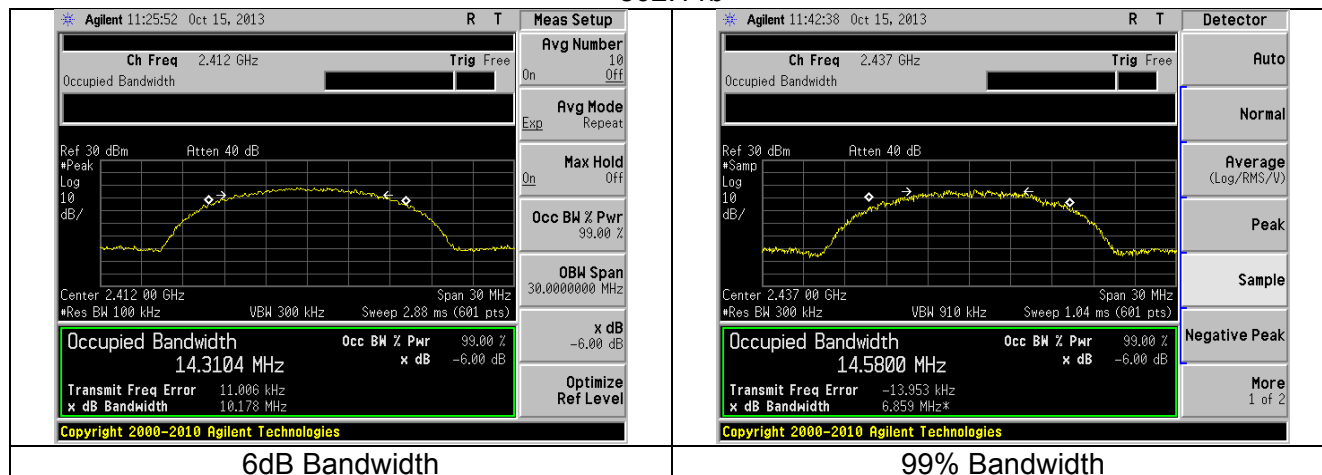 Agilent 11:25:52 Oct 15, 2013 R T Meas Setup
Ch Freq 2.412 GHz Trig Free
Occupied Bandwidth
Avg Number
10
On Off
Avg Mode
Exp Repeat
Ref 30 dBm Atten 40 dB
#Peak
Log
10
dB/
Max Hold
On Off
Occ BW % Pwr
99.00 %
OBW Span
30.0000000 MHz
Center 2.412 00 GHz Span 30 MHz
#Res BW 100 kHz VBW 300 kHz Sweep 2.88 ms (601 pts)
x dB
-6.00 dB
Occupied Bandwidth Occ BW % Pwr 99.00 %
14.3104 MHz x dB -6.00 dB
Transmit Freq Error 11.006 kHz
x dB Bandwidth 10.178 MHz
Optimize
Ref Level
Copyright 2000-2010 Agilent Technologies
6dB Bandwidth
Agilent 11:42:38 Oct 15, 2013 R T Detector
Ch Freq 2.437 GHz Trig Free
Occupied Bandwidth
Auto
Normal
Ref 30 dBm Atten 40 dB
#Samp
Log
10
dB/
Average
(Log/RMS/V)
Peak
Sample
Center 2.437 00 GHz Span 30 MHz
#Res BW 300 kHz VBW 910 kHz Sweep 1.04 ms (601 pts)
Negative Peak
Occupied Bandwidth Occ BW % Pwr 99.00 %
14.5800 MHz x dB -6.00 dB
Transmit Freq Error -13.953 kHz
x dB Bandwidth 6.859 MHz*
More
1 of 2
Copyright 2000-2010 Agilent Technologies
99% Bandwidth